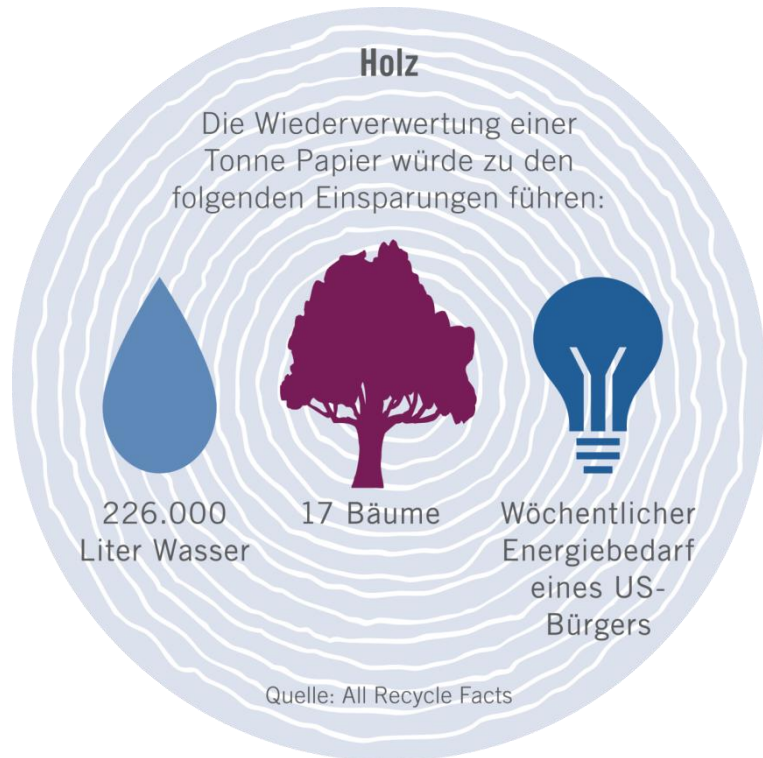 Holz
Die Wiederverwertung einer
Tonne Papier würde zu den
folgenden Einsparungen führen:
226.000
Liter Wasser
17 Bäume
Wöchentlicher
Energiebedarf
eines US-
Bürgers
Quelle: All Recycle Facts